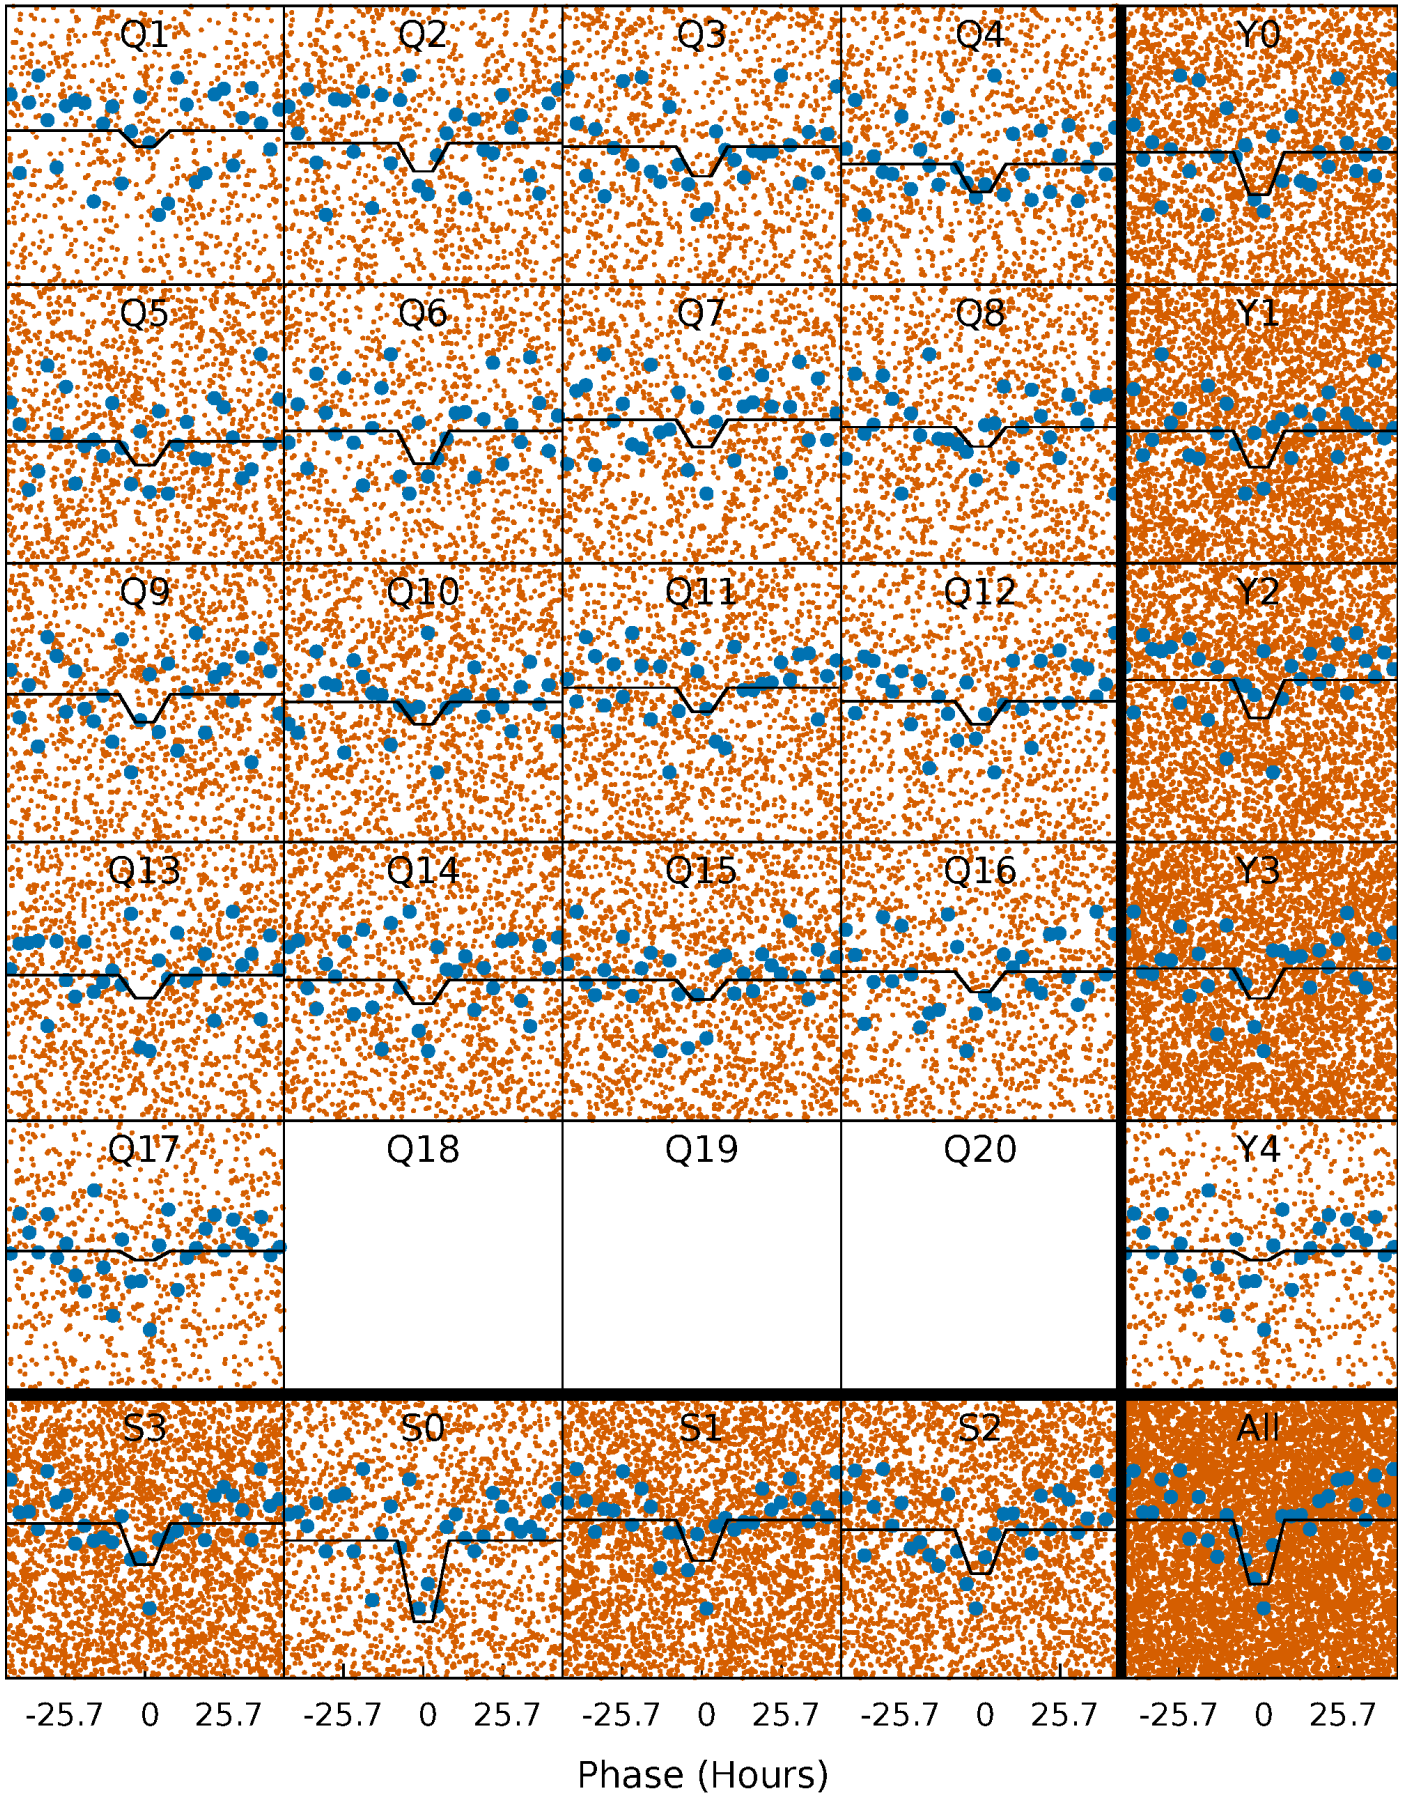 Q1 Q2 Q3 Q4 Y0
Q5 Q6 Q7 Q8 Y1
Q9 Q10 Q11 Q12 Y2
Q13 Q14 Q15 Q16 Y3
Q17 Q18 Q19 Q20 Y4
S3 S0 S1 S2 All
-25.7 0 25.7 -25.7 0 25.7 -25.7 0 25.7 -25.7 0 25.7 -25.7 0 25.7
Phase (Hours)